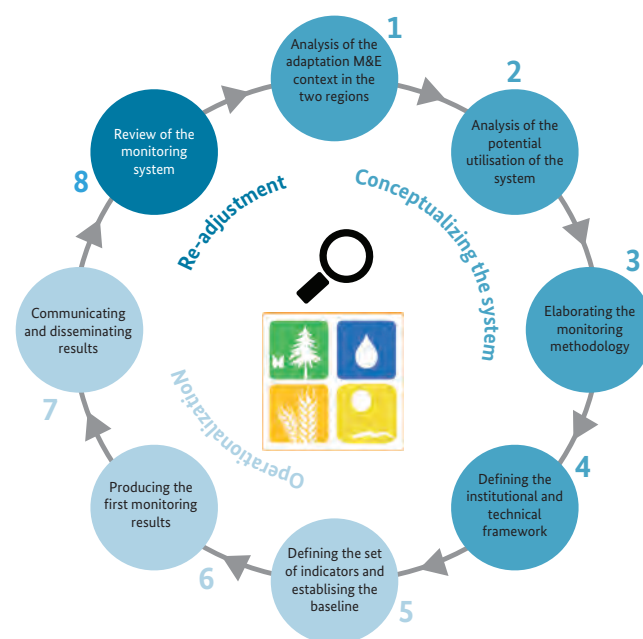 1
Analysis of the
adaptation M&E
context in the
two regions
2
Analysis of the
potential
utilisation of the
system
3
Elaborating the
monitoring
methodology
4
Defining the
institutional and
technical
framework
5
Defining the set
of indicators and
establising the
baseline
6
Producing the
first monitoring
results
7
Communicating
and disseminating
results
8
Review of the
monitoring
system
Conceptualizing the system
Operationalization
Re-adjustment